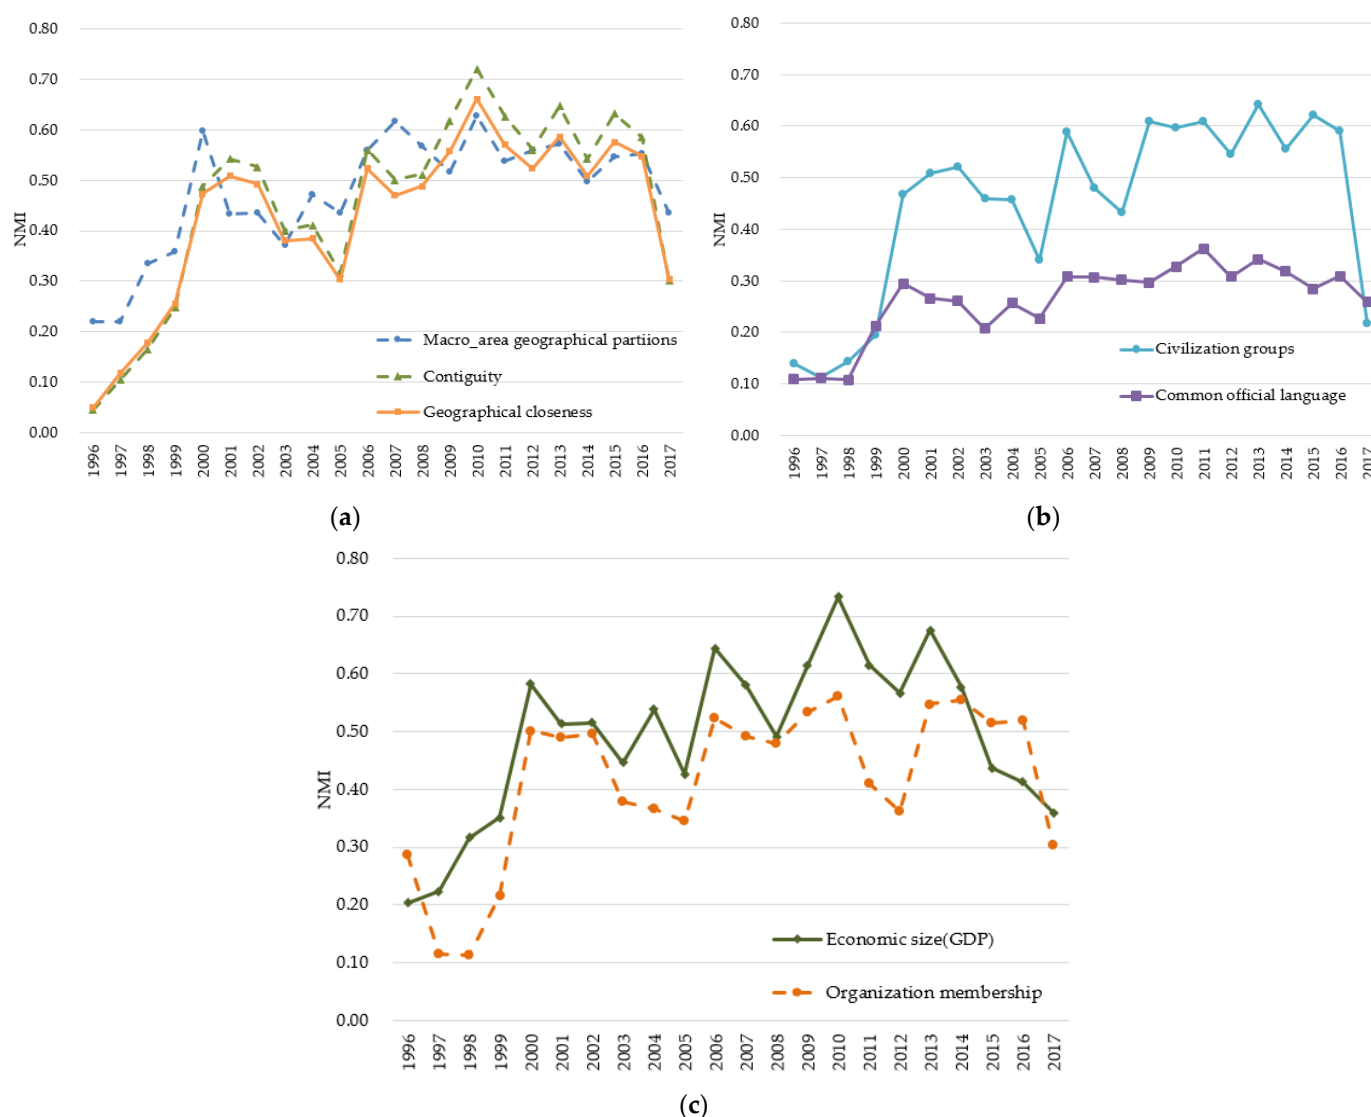 0.80
0.70
0.60
0.50
0.40
0.30
0.20
0.10
0.00
NMI
Macro_area geographical partiions
Contiguity
Geographical closeness
1996 1997 1998 1999 2000 2001 2002 2003 2004 2005 2006 2007 2008 2009 2010 2011 2012 2013 2014 2015 2016 2017
(a)
0.80
0.70
0.60
0.50
0.40
0.30
0.20
0.10
0.00
NMI
Civilization groups
Common official language
1996 1997 1998 1999 2000 2001 2002 2003 2004 2005 2006 2007 2008 2009 2010 2011 2012 2013 2014 2015 2016 2017
(b)
0.80
0.70
0.60
0.50
0.40
0.30
0.20
0.10
0.00
NMI
Economic size(GDP)
Organization membership
1996 1997 1998 1999 2000 2001 2002 2003 2004 2005 2006 2007 2008 2009 2010 2011 2012 2013 2014 2015 2016 2017
(c)